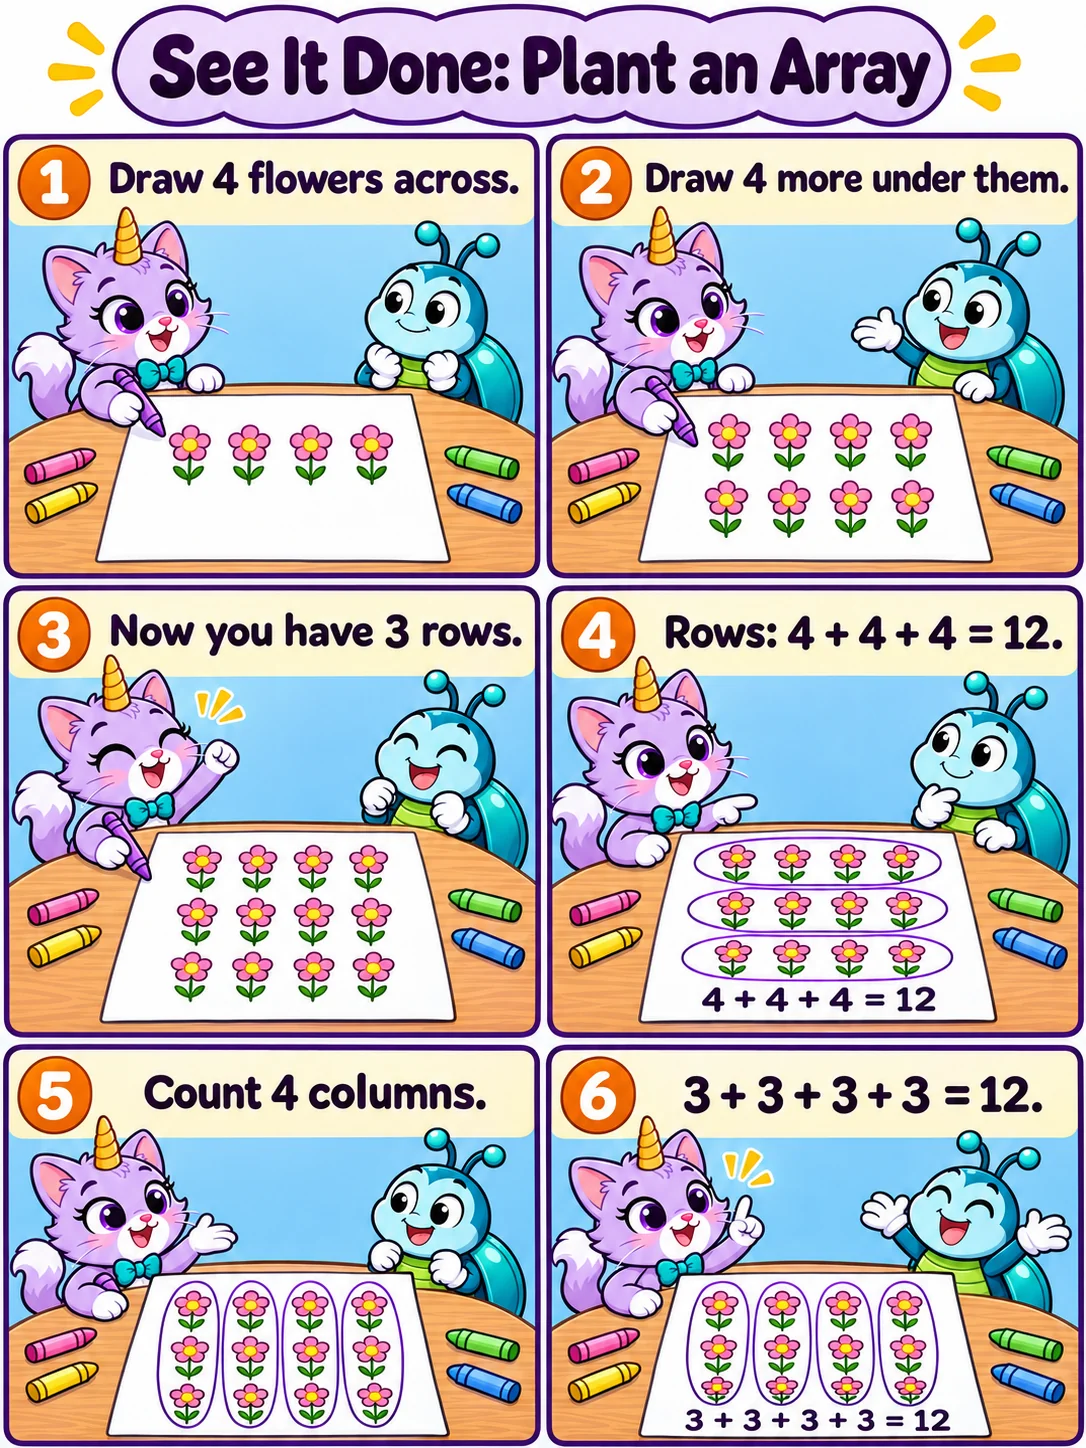 See It Done: Plant an Array
1 Draw 4 flowers across.
2 Draw 4 more under them.
3 Now you have 3 rows.
4 Rows: 4 + 4 + 4 = 12.
4 + 4 + 4 = 12
5 Count 4 columns.
6 3 + 3 + 3 + 3 = 12.
3 + 3 + 3 + 3 = 12